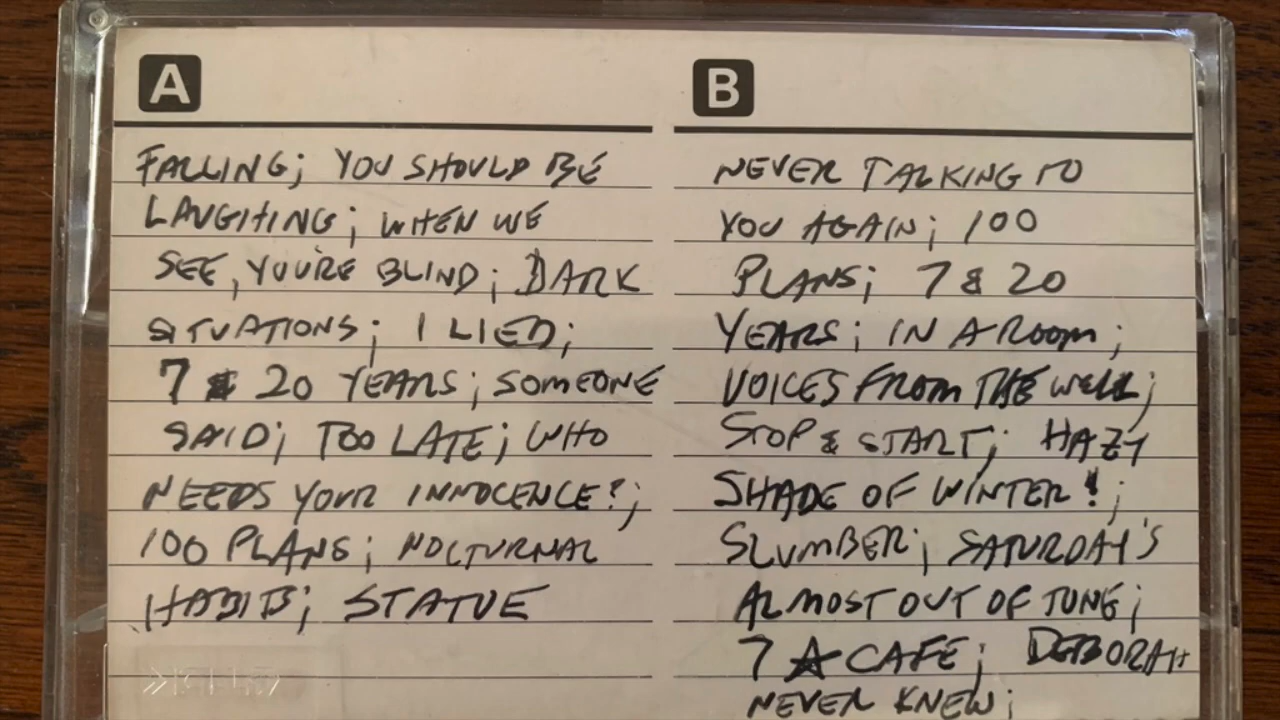 A
FALLING; YOU SHOULD BE
LAUGHING; WHEN WE
SEE, YOU'RE BLIND; DARK
SITUATIONS; I LIED;
7 & 20 YEARS; SOMEONE
SAID; TOO LATE; WHO
NEEDS YOUR INNOCENCE?;
100 PLANS; NOCTURNAL
HABITS; STATUE
B
NEVER TALKING TO
YOU AGAIN; 100
PLANS; 7 & 20
YEARS; IN A ROOM;
VOICES FROM THE WELL;
STOP & START; HAZY
SHADE OF WINTER!;
SLUMBER; SATURDAY'S
ALMOST OUT OF TUNE;
7 ☆ CAFE; DEBORAH
NEVER KNEW;